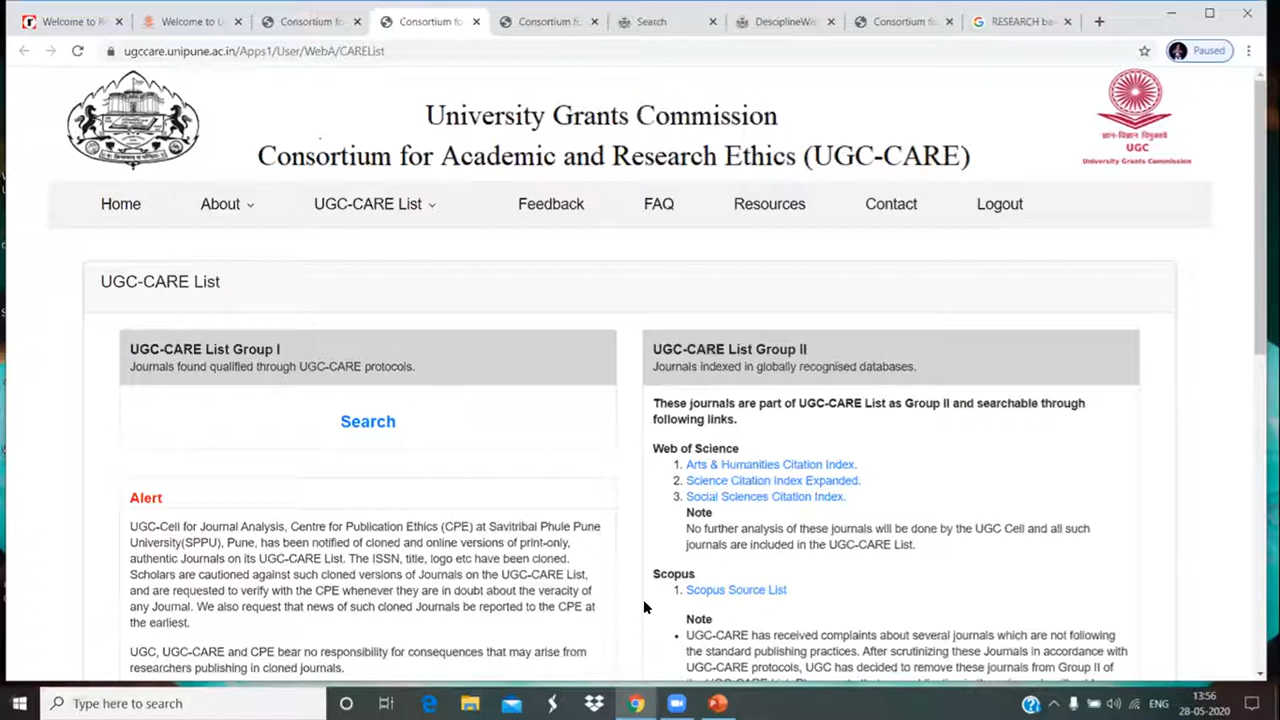 Welcome to R
Welcome to U
Consortium fo
Consortium fo
Consortium fo
Search
DisciplineWi
Consortium fo
RESEARCH ba
ugccare.unipune.ac.in/Apps1/User/WebA/CAREList
Paused
University Grants Commission
Consortium for Academic and Research Ethics (UGC-CARE)
ज्ञान-विज्ञान विमुक्तये
UGC
University Grants Commission
Home
About
UGC-CARE List
Feedback
FAQ
Resources
Contact
Logout
UGC-CARE List
UGC-CARE List Group I
Journals found qualified through UGC-CARE protocols.
Search
Alert
UGC-Cell for Journal Analysis, Centre for Publication Ethics (CPE) at Savitribai Phule Pune
University(SPPU), Pune, has been notified of cloned and online versions of print-only,
authentic Journals on its UGC-CARE List. The ISSN, title, logo etc have been cloned.
Scholars are cautioned against such cloned versions of Journals on the UGC-CARE List,
and are requested to verify with the CPE whenever they are in doubt about the veracity
of any Journal. We also request that news of such cloned Journals be reported to the CPE at
the earliest.
UGC, UGC-CARE and CPE bear no responsibility for consequences that may arise from
researchers publishing in cloned journals.
UGC-CARE List Group II
Journals indexed in globally recognised databases.
These journals are part of UGC-CARE List as Group II and searchable through
following links.
Web of Science
1. Arts & Humanities Citation Index.
2. Science Citation Index Expanded.
3. Social Sciences Citation Index.
Note
No further analysis of these journals will be done by the UGC Cell and all such
journals are included in the UGC-CARE List.
Scopus
1. Scopus Source List
Note
• UGC-CARE has received complaints about several journals which are not following
the standard publishing practices. After scrutinizing these Journals in accordance with
UGC-CARE protocols, UGC has decided to remove these journals from Group II of
Type here to search
ENG
13:56
28-05-2020